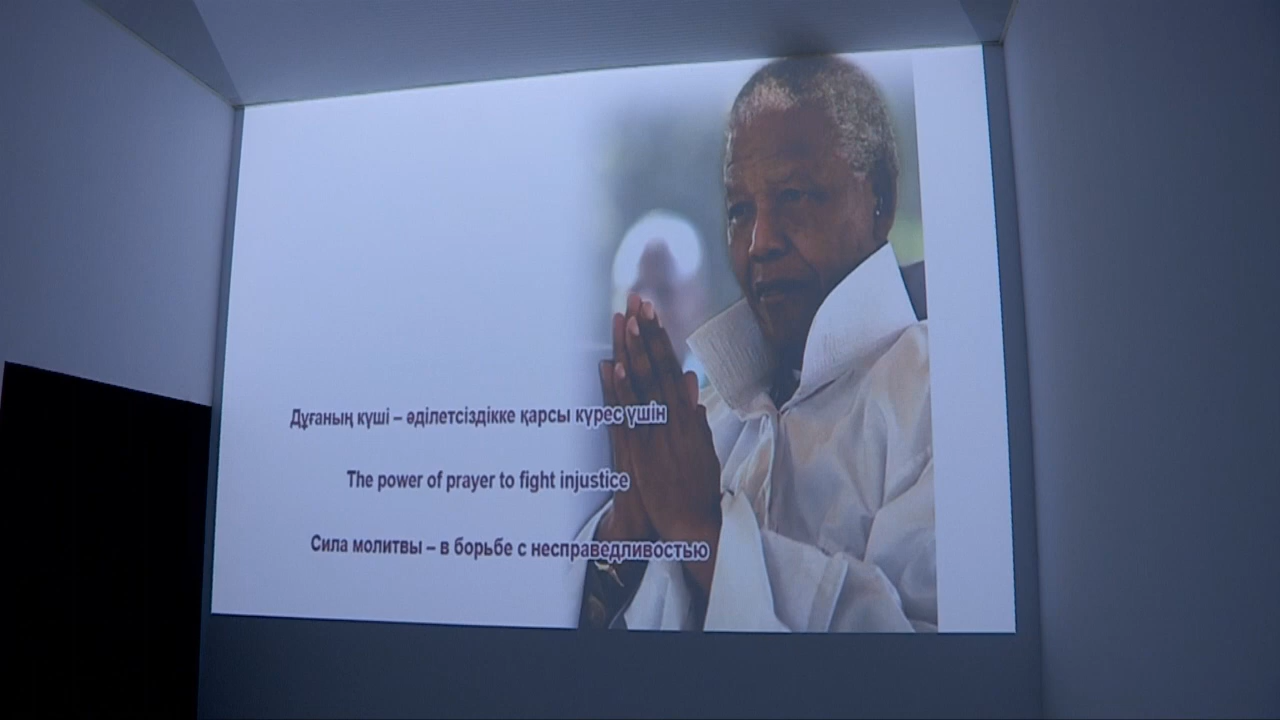 Дұғаның күші – әділетсіздікке қарсы күрес үшін
The power of prayer to fight injustice
Сила молитвы – в борьбе с несправедливостью